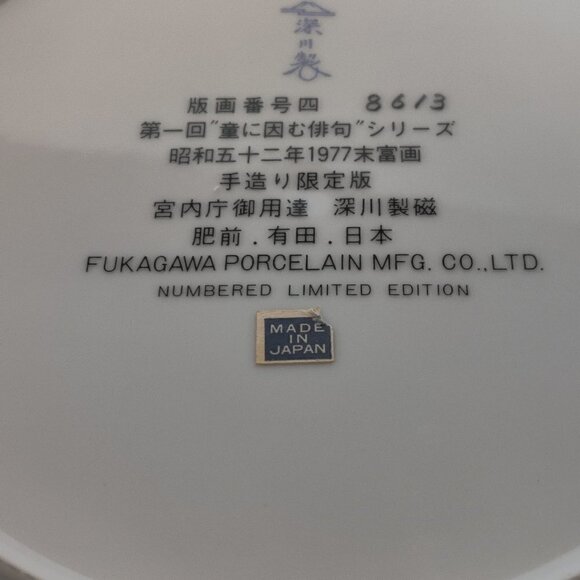 深川製
版画番号四 8613
第一回"童に因む俳句"シリーズ
昭和五十二年1977末富画
手造り限定版
宮内庁御用達 深川製磁
肥前.有田.日本
FUKAGAWA PORCELAIN MFG. CO.,LTD.
NUMBERED LIMITED EDITION
MADE
IN
JAPAN